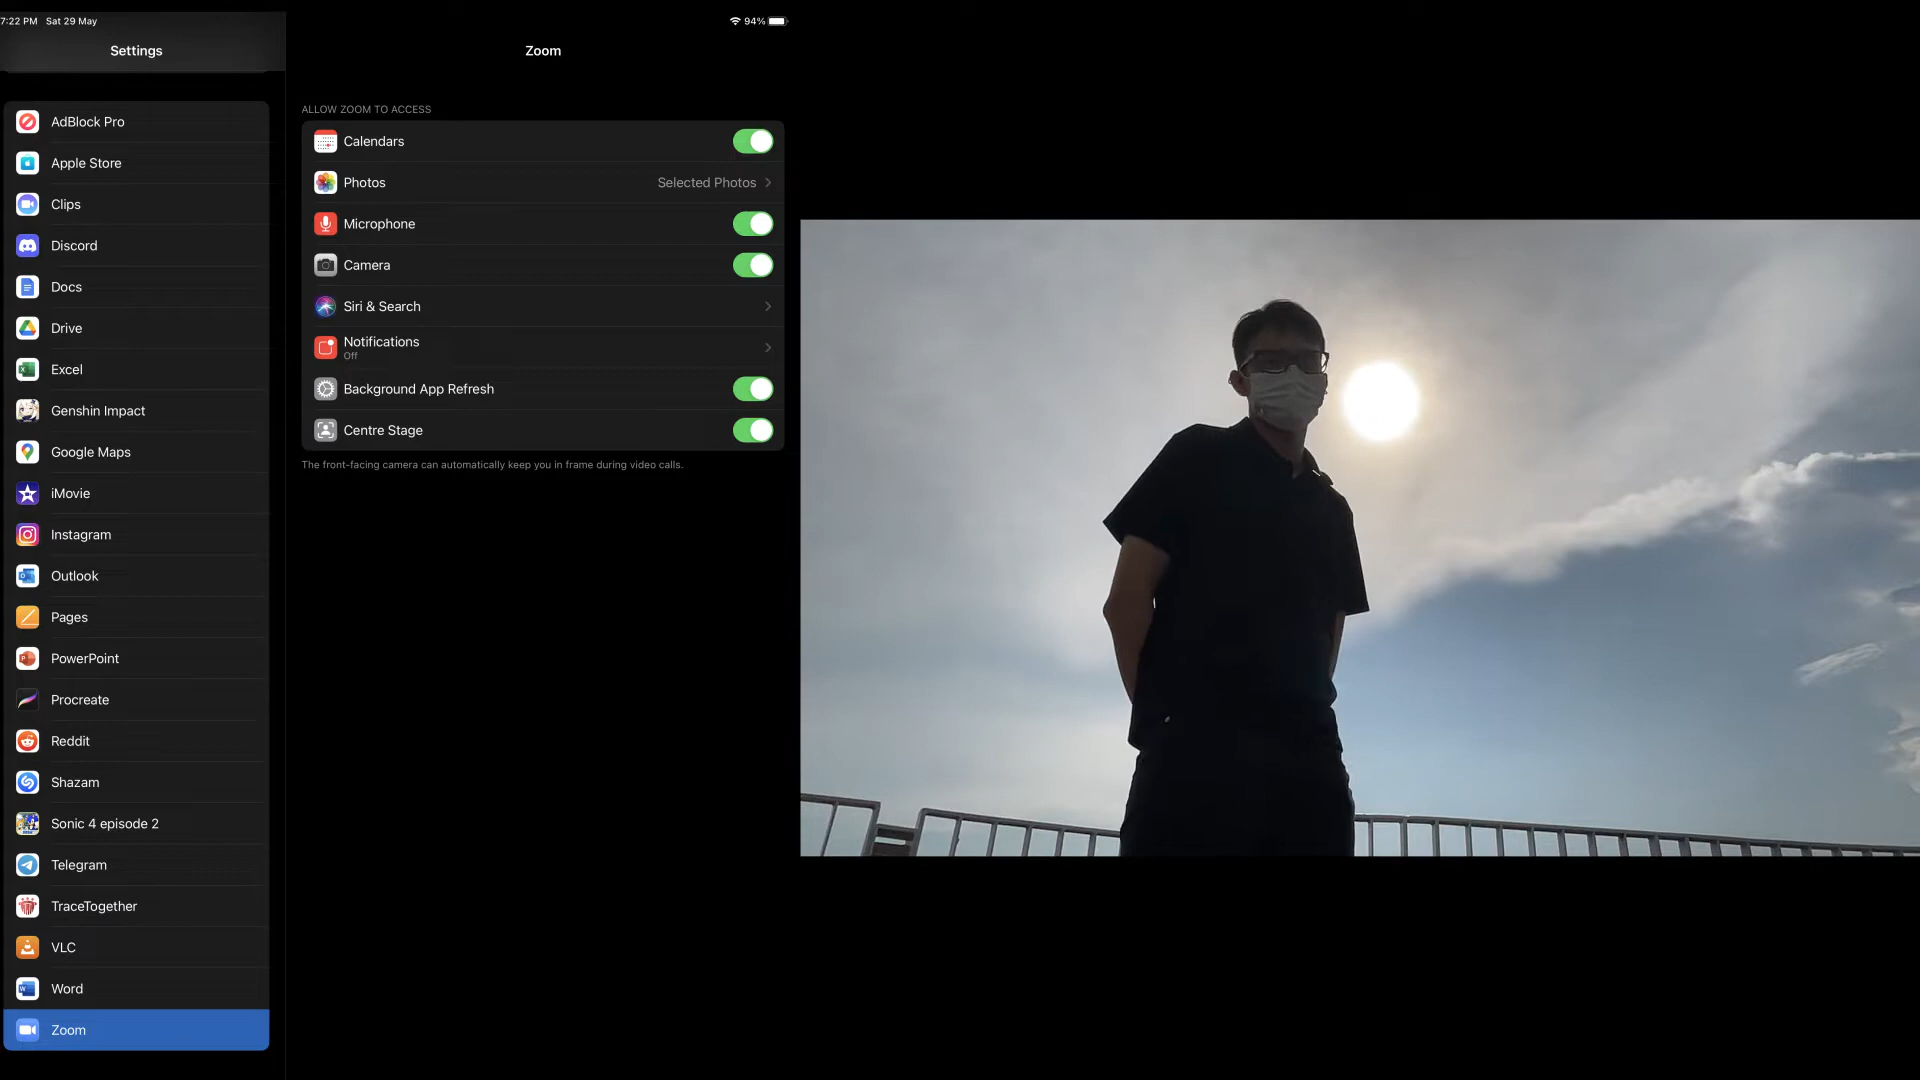 7:22 PM Sat 29 May
94%
Settings
Zoom
AdBlock Pro
Apple Store
Clips
Discord
Docs
Drive
Excel
Genshin Impact
Google Maps
iMovie
Instagram
Outlook
Pages
PowerPoint
Procreate
Reddit
Shazam
Sonic 4 episode 2
Telegram
TraceTogether
VLC
Word
Zoom
ALLOW ZOOM TO ACCESS
Calendars
Photos Selected Photos
Microphone
Camera
Siri & Search
Notifications
Off
Background App Refresh
Centre Stage
The front-facing camera can automatically keep you in frame during video calls.